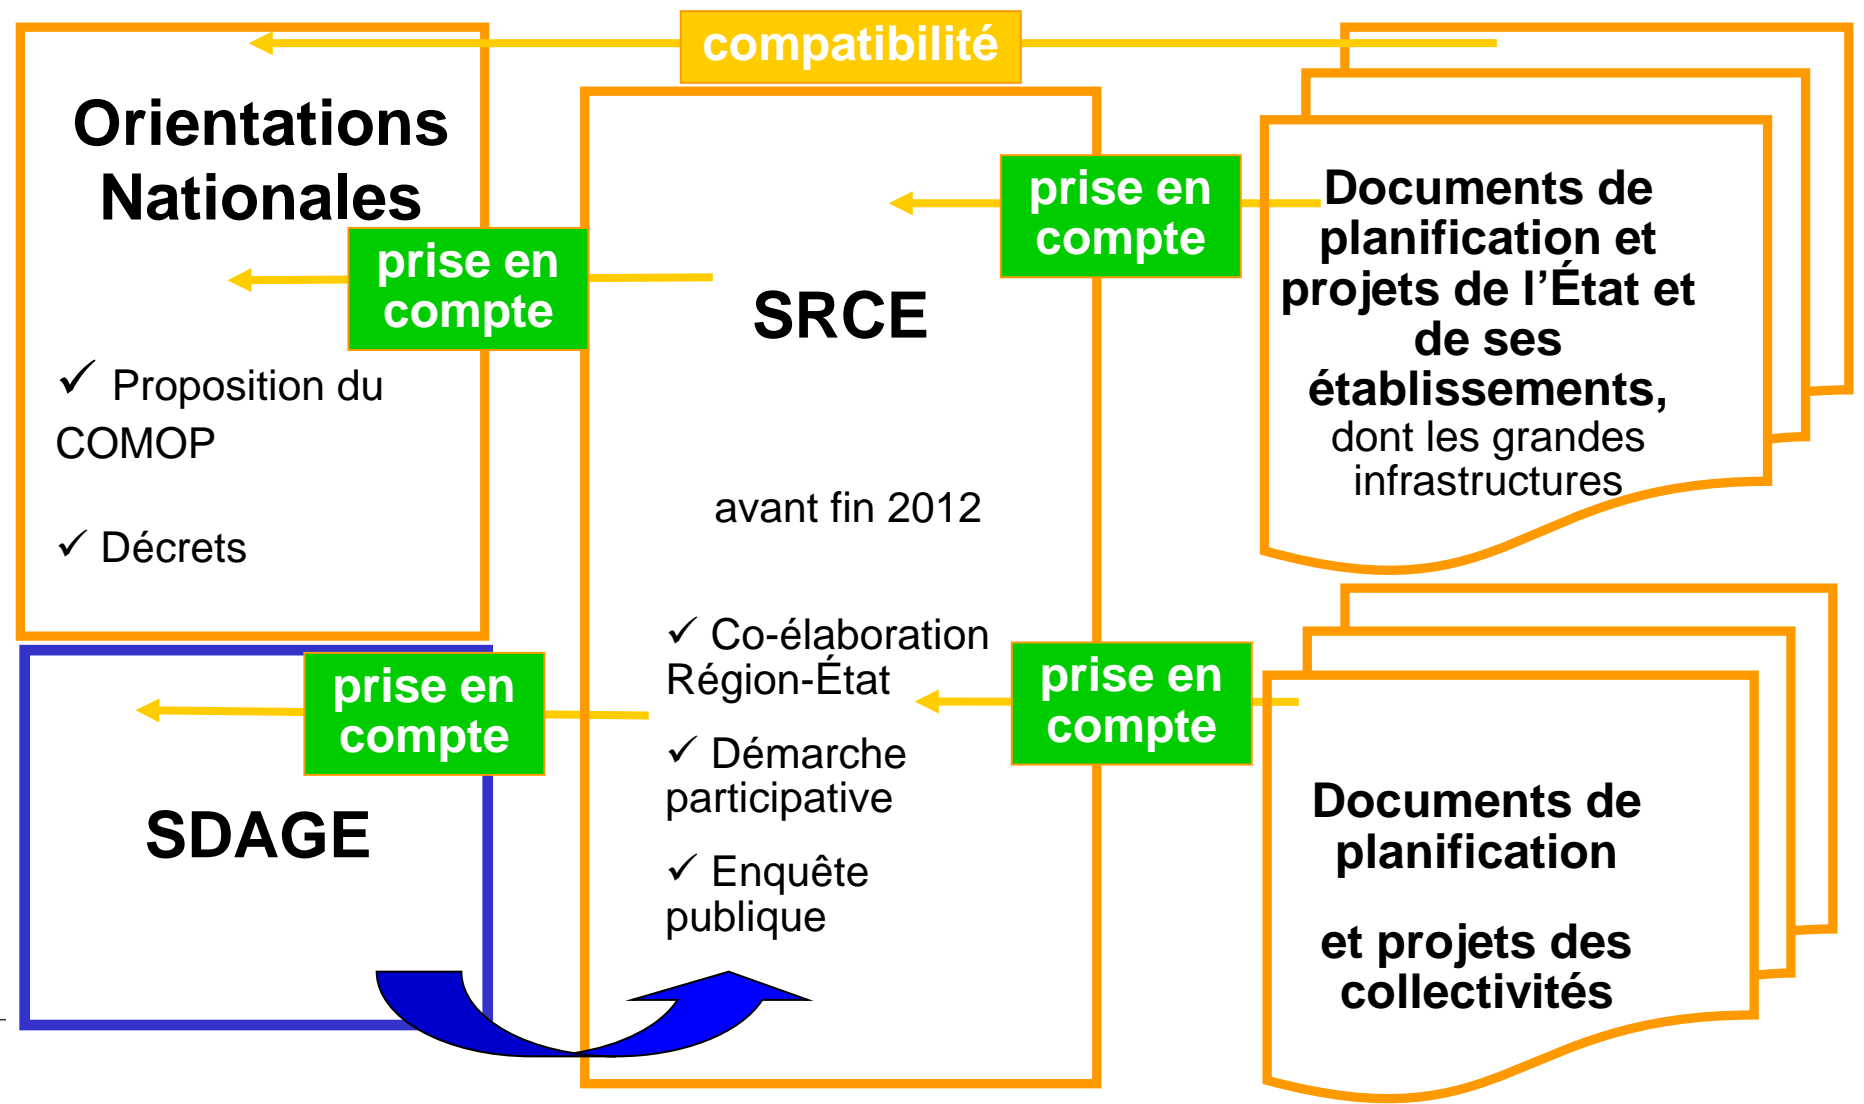 compatibilité
Orientations
Nationales
prise en
compte
✓ Proposition du
COMOP
✓ Décrets
SRCE
avant fin 2012
✓ Co-élaboration
Région-État
✓ Démarche
participative
✓ Enquête
publique
prise en
compte
Documents de
planification et
projets de l’État et
de ses
établissements,
dont les grandes
infrastructures
prise en
compte
SDAGE
prise en
compte
Documents de
planification
et projets des
collectivités